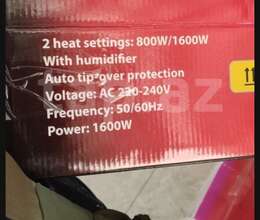 2 heat settings: 800W/1600W
With humidifier
Auto tip-over protection
Voltage: AC 220-240V
Frequency: 50/60Hz
Power: 1600W